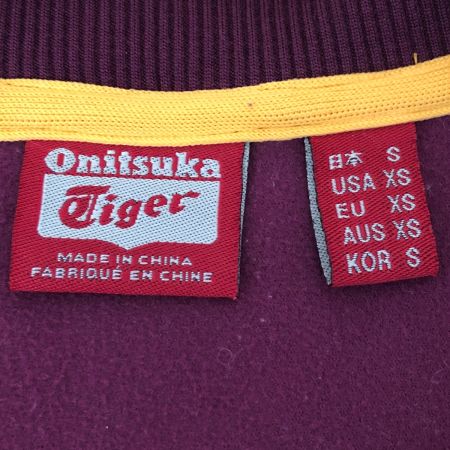 Onitsuka
Tiger
MADE IN CHINA
FABRIQUÉ EN CHINE
日本 S
USA XS
EU XS
AUS XS
KOR S